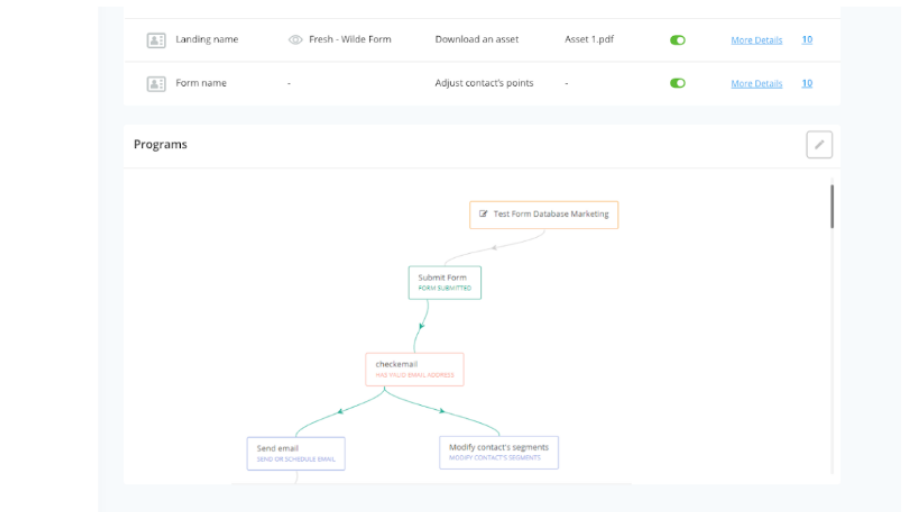 Landing name Fresh - Wilde Form Download an asset Asset 1.pdf More Details 10
Form name - Adjust contact's points - More Details 10
Programs
Test Form Database Marketing
Submit Form
FORM SUBMITTED
checkemail
HAS VALID EMAIL ADDRESS
Send email
SEND OR SCHEDULE EMAIL
Modify contact's segments
MODIFY CONTACT'S SEGMENTS